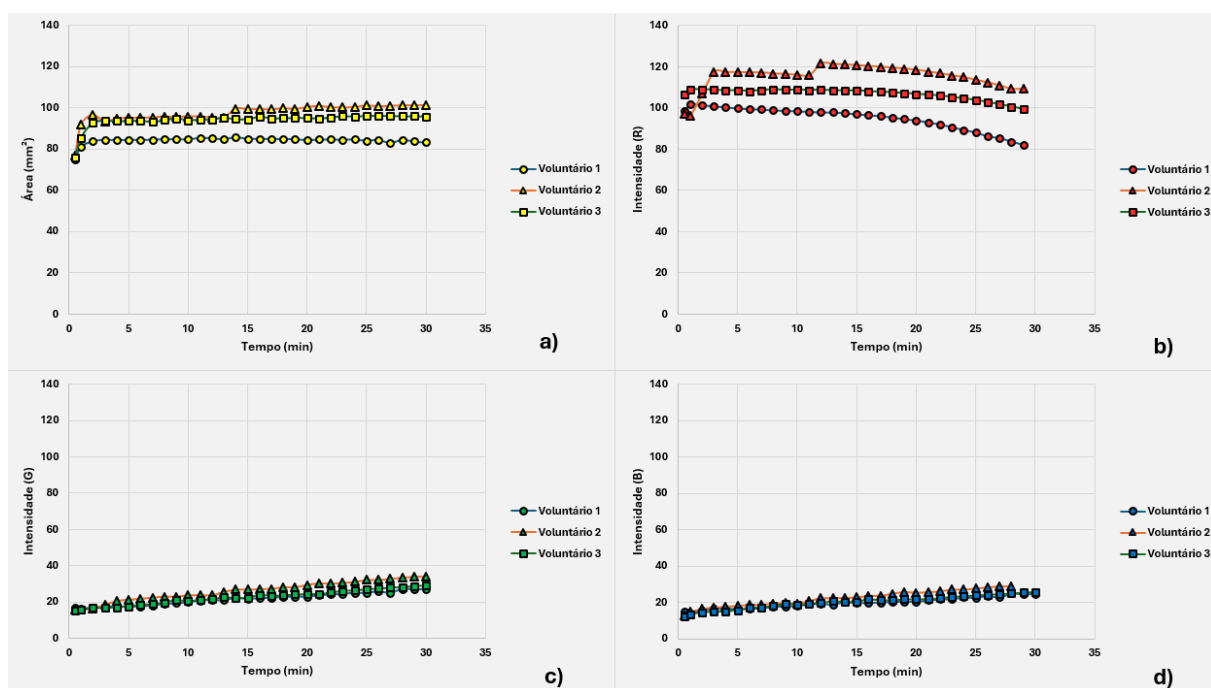 140
120
100
80
60
40
20
0
Área (mm²)
0 5 10 15 20 25 30 35
Tempo (min)
Voluntário 1
Voluntário 2
Voluntário 3
a)
140
120
100
80
60
40
20
0
Intensidade (R)
0 5 10 15 20 25 30 35
Tempo (min)
Voluntário 1
Voluntário 2
Voluntário 3
b)
140
120
100
80
60
40
20
0
Intensidade (G)
0 5 10 15 20 25 30 35
Tempo (min)
Voluntário 1
Voluntário 2
Voluntário 3
c)
140
120
100
80
60
40
20
0
Intensidade (B)
0 5 10 15 20 25 30 35
Tempo (min)
Voluntário 1
Voluntário 2
Voluntário 3
d)